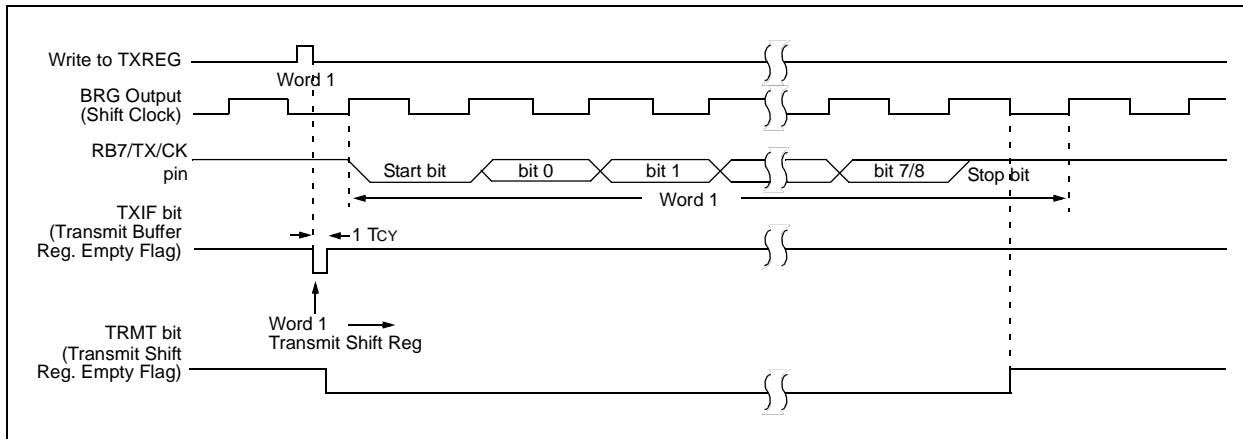 Write to TXREG
Word 1
BRG Output
(Shift Clock)
RB7/TX/CK
pin
Start bit
bit 0
bit 1
bit 7/8
Stop bit
Word 1
TXIF bit
(Transmit Buffer
Reg. Empty Flag)
1 TCY
Word 1
Transmit Shift Reg
TRMT bit
(Transmit Shift
Reg. Empty Flag)